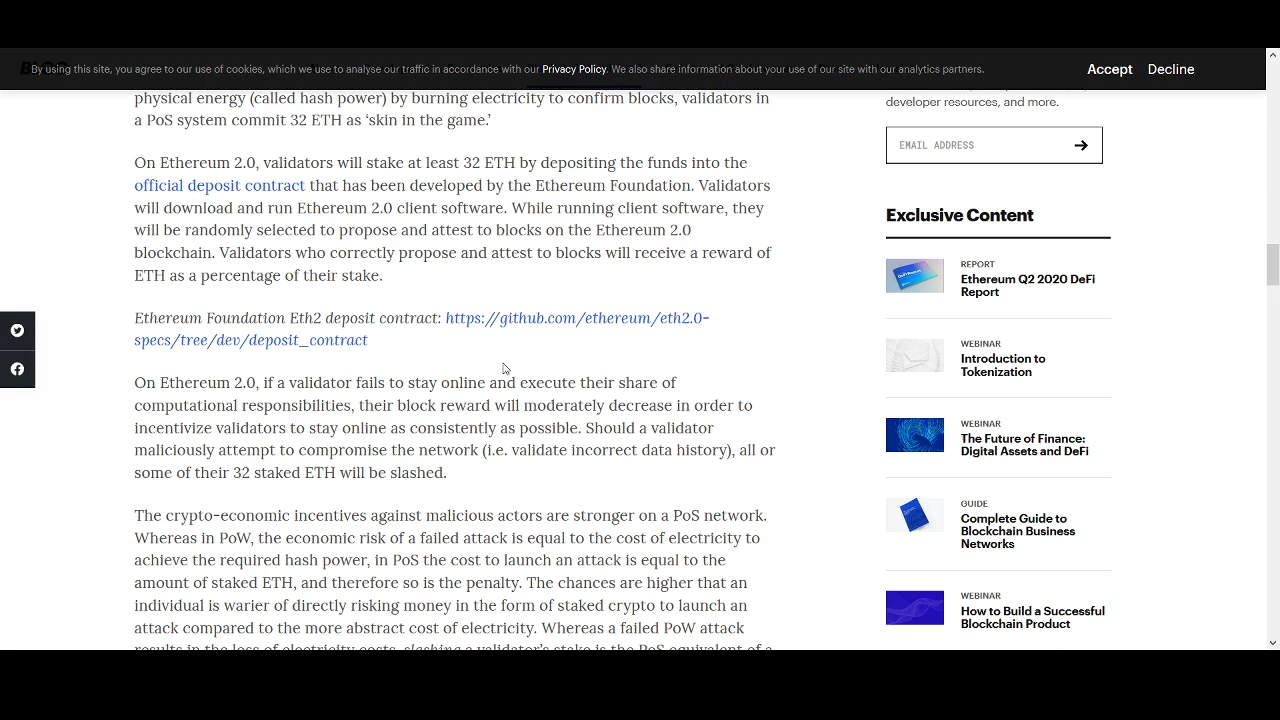 By using this site, you agree to our use of cookies, which we use to analyse our traffic in accordance with our Privacy Policy. We also share information about your use of our site with our analytics partners.
Accept Decline
physical energy (called hash power) by burning electricity to confirm blocks, validators in
a PoS system commit 32 ETH as ‘skin in the game.’
On Ethereum 2.0, validators will stake at least 32 ETH by depositing the funds into the
official deposit contract that has been developed by the Ethereum Foundation. Validators
will download and run Ethereum 2.0 client software. While running client software, they
will be randomly selected to propose and attest to blocks on the Ethereum 2.0
blockchain. Validators who correctly propose and attest to blocks will receive a reward of
ETH as a percentage of their stake.
Ethereum Foundation Eth2 deposit contract: https://github.com/ethereum/eth2.0-
specs/tree/dev/deposit_contract
On Ethereum 2.0, if a validator fails to stay online and execute their share of
computational responsibilities, their block reward will moderately decrease in order to
incentivize validators to stay online as consistently as possible. Should a validator
maliciously attempt to compromise the network (i.e. validate incorrect data history), all or
some of their 32 staked ETH will be slashed.
The crypto-economic incentives against malicious actors are stronger on a PoS network.
Whereas in PoW, the economic risk of a failed attack is equal to the cost of electricity to
achieve the required hash power, in PoS the cost to launch an attack is equal to the
amount of staked ETH, and therefore so is the penalty. The chances are higher that an
individual is warier of directly risking money in the form of staked crypto to launch an
attack compared to the more abstract cost of electricity. Whereas a failed PoW attack
results in the loss of electricity costs, slashing a validator’s stake is the PoS equivalent of a
developer resources, and more.
EMAIL ADDRESS
Exclusive Content
REPORT
Ethereum Q2 2020 DeFi
Report
WEBINAR
Introduction to
Tokenization
WEBINAR
The Future of Finance:
Digital Assets and DeFi
GUIDE
Complete Guide to
Blockchain Business
Networks
WEBINAR
How to Build a Successful
Blockchain Product